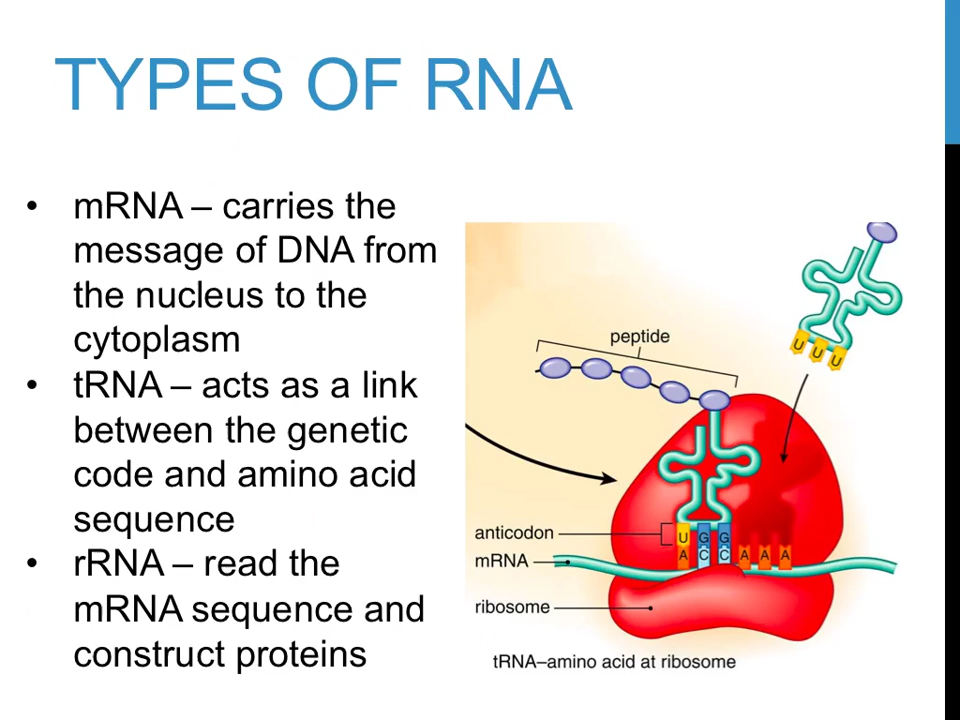 TYPES OF RNA
• mRNA – carries the
message of DNA from
the nucleus to the
cytoplasm
• tRNA – acts as a link
between the genetic
code and amino acid
sequence
• rRNA – read the
mRNA sequence and
construct proteins
U U U
peptide
anticodon
U G G
A C C A A A
mRNA
ribosome
tRNA–amino acid at ribosome